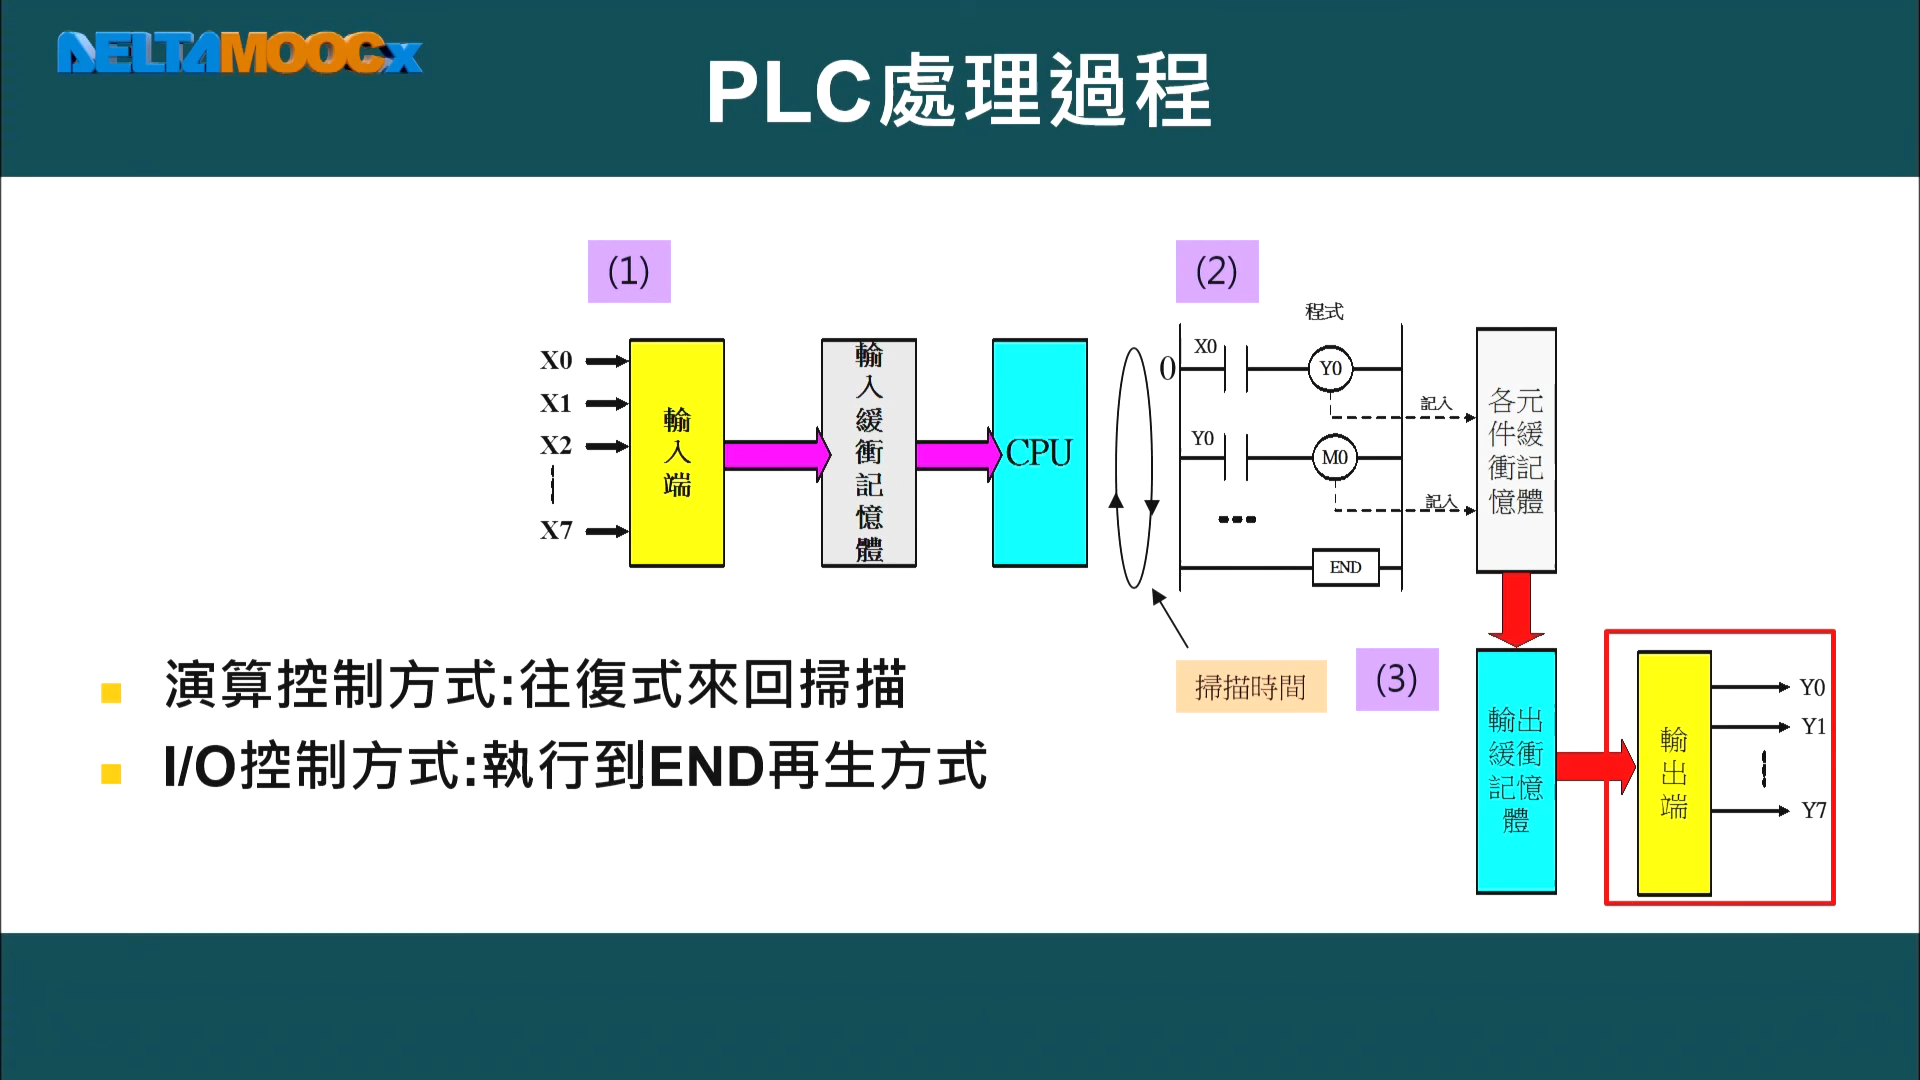 DELTAMOOCx
PLC處理過程
(1)
(2)
程式
X0
X1
X2
X7
輸入端
輸入緩衝記憶體
CPU
0
X0
Y0
記入
Y0
M0
記入
END
各元件緩衝記憶體
掃描時間
(3)
輸出緩衝記憶體
輸出端
Y0
Y1
Y7
演算控制方式:往復式來回掃描
I/O控制方式:執行到END再生方式